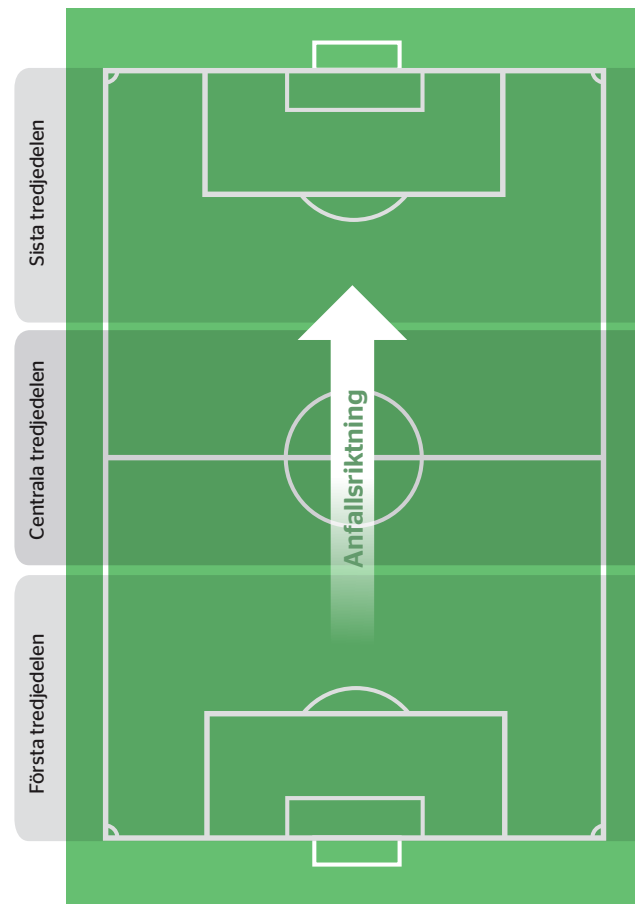 Sista tredjedelen
Anfallsriktning
Centrala tredjedelen
Första tredjedelen